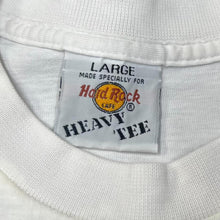 LARGE
MADE SPECIALLY FOR
Hard Rock
CAFE
®
HEAVY TEE